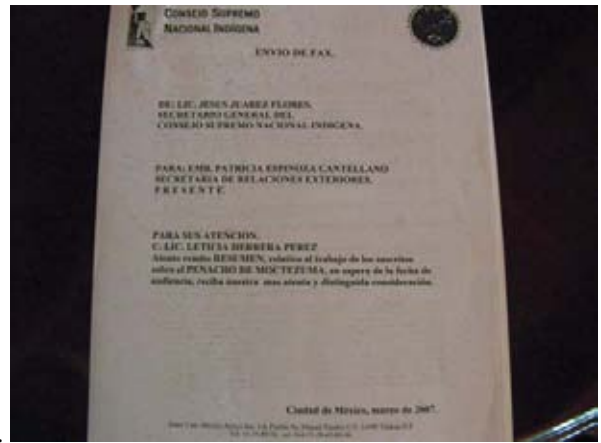 CONSEJO SUPREMO
NACIONAL INDÍGENA
ENVIO DE FAX.
DE: LIC. JESUS JUAREZ FLORES.
SECRETARIO GENERAL DEL
CONSEJO SUPREMO NACIONAL INDIGENA.
PARA: EMB. PATRICIA ESPINOZA CANTELLANO
SECRETARIA DE RELACIONES EXTERIORES.
P R E S E N T E
PARA SUS ATENCION.
C. LIC. LETICIA HERRERA PEREZ
Atento remito RESUMEN, relativo al trabajo de los suscritos
sobre el PENACHO DE MOCTEZUMA, en espera de la fecha de
audiencia, reciba nuestra mas atenta y distinguida consideración.
Ciudad de México, marzo de 2007.